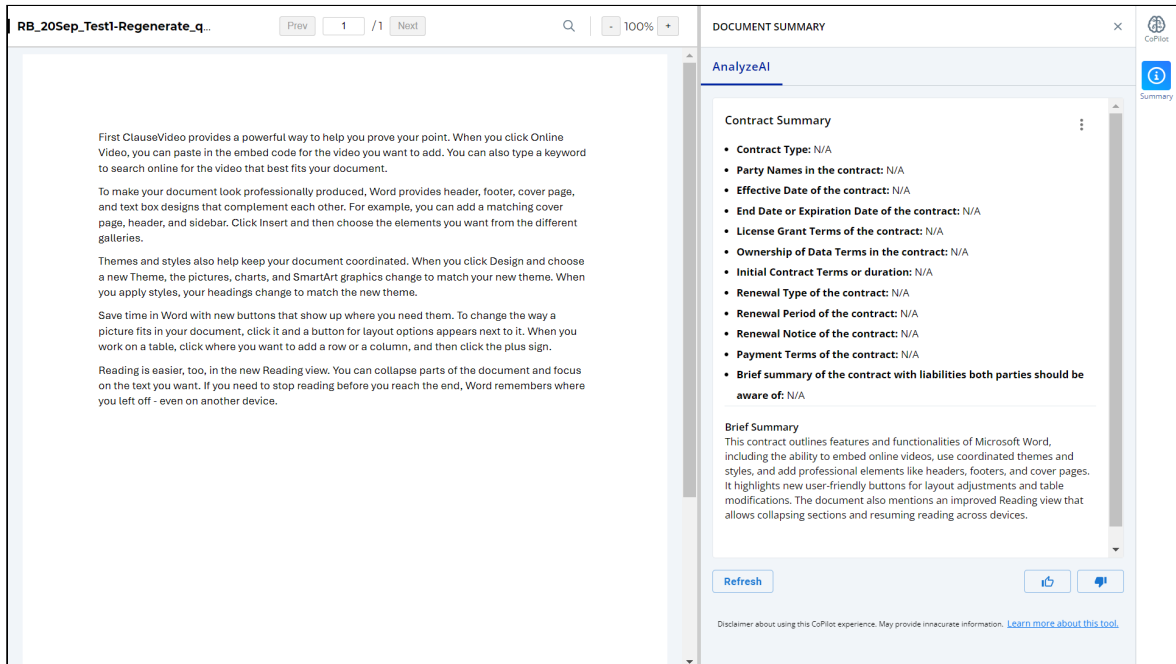 RB_20Sep_Test1-Regenerate_q...
Prev 1 / 1 Next
- 100% +
First ClauseVideo provides a powerful way to help you prove your point. When you click Online
Video, you can paste in the embed code for the video you want to add. You can also type a keyword
to search online for the video that best fits your document.
To make your document look professionally produced, Word provides header, footer, cover page,
and text box designs that complement each other. For example, you can add a matching cover
page, header, and sidebar. Click Insert and then choose the elements you want from the different
galleries.
Themes and styles also help keep your document coordinated. When you click Design and choose
a new Theme, the pictures, charts, and SmartArt graphics change to match your new theme. When
you apply styles, your headings change to match the new theme.
Save time in Word with new buttons that show up where you need them. To change the way a
picture fits in your document, click it and a button for layout options appears next to it. When you
work on a table, click where you want to add a row or a column, and then click the plus sign.
Reading is easier, too, in the new Reading view. You can collapse parts of the document and focus
on the text you want. If you need to stop reading before you reach the end, Word remembers where
you left off - even on another device.
DOCUMENT SUMMARY
AnalyzeAI
Contract Summary
• Contract Type: N/A
• Party Names in the contract: N/A
• Effective Date of the contract: N/A
• End Date or Expiration Date of the contract: N/A
• License Grant Terms of the contract: N/A
• Ownership of Data Terms in the contract: N/A
• Initial Contract Terms or duration: N/A
• Renewal Type of the contract: N/A
• Renewal Period of the contract: N/A
• Renewal Notice of the contract: N/A
• Payment Terms of the contract: N/A
• Brief summary of the contract with liabilities both parties should be
aware of: N/A
Brief Summary
This contract outlines features and functionalities of Microsoft Word,
including the ability to embed online videos, use coordinated themes and
styles, and add professional elements like headers, footers, and cover pages.
It highlights new user-friendly buttons for layout adjustments and table
modifications. The document also mentions an improved Reading view that
allows collapsing sections and resuming reading across devices.
Refresh
Disclaimer about using this CoPilot experience. May provide innacurate information. Learn more about this tool.
CoPilot
Summary